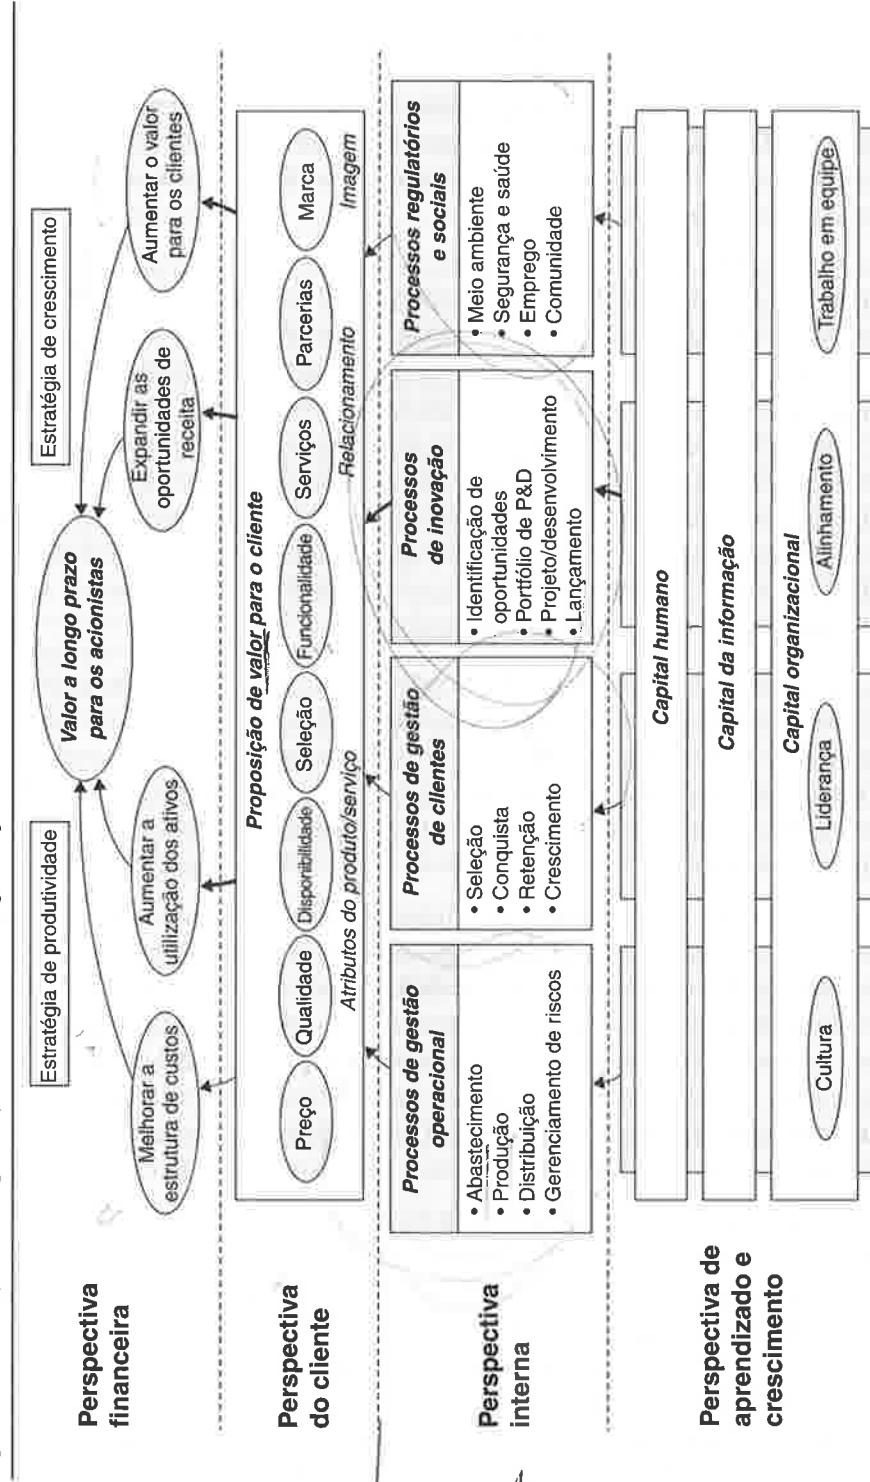 Perspectiva
financeira
Estratégia de produtividade
Estratégia de crescimento
Valor a longo prazo
para os acionistas
Melhorar a
estrutura de custos
Aumentar a
utilização dos ativos
Expandir as
oportunidades de
receita
Aumentar o valor
para os clientes
Perspectiva
do cliente
Proposição de valor para o cliente
Preço
Qualidade
Disponibilidade
Seleção
Funcionalidade
Serviços
Parcerias
Marca
Atributos do produto/serviço
Relacionamento
Imagem
Perspectiva
interna
Processos de gestão
operacional
• Abastecimento
• Produção
• Distribuição
• Gerenciamento de riscos
Processos de gestão
de clientes
• Seleção
• Conquista
• Retenção
• Crescimento
Processos
de inovação
• Identificação de
oportunidades
• Portfólio de P&D
• Projeto/desenvolvimento
• Lançamento
Processos regulatórios
e sociais
• Meio ambiente
• Segurança e saúde
• Emprego
• Comunidade
Perspectiva de
aprendizado e
crescimento
Capital humano
Capital da informação
Capital organizacional
Cultura
Liderança
Alinhamento
Trabalho em equipe